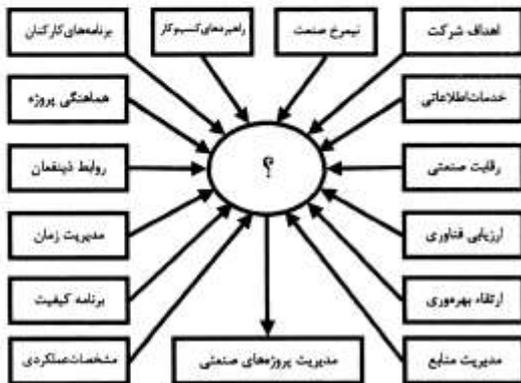 اهداف شرکت
نیمرخ صنعت
راهبردهای کسب‌وکار
برنامه‌های کارکنان
خدمات اطلاعاتی
هماهنگی پروژه
؟
رقابت صنعتی
روابط ذینفعان
ارزیابی فناوری
مدیریت زمان
ارتقاء بهره‌وری
برنامه کیفیت
مدیریت منابع
مدیریت پروژه‌های صنعتی
مشخصات عملکردی